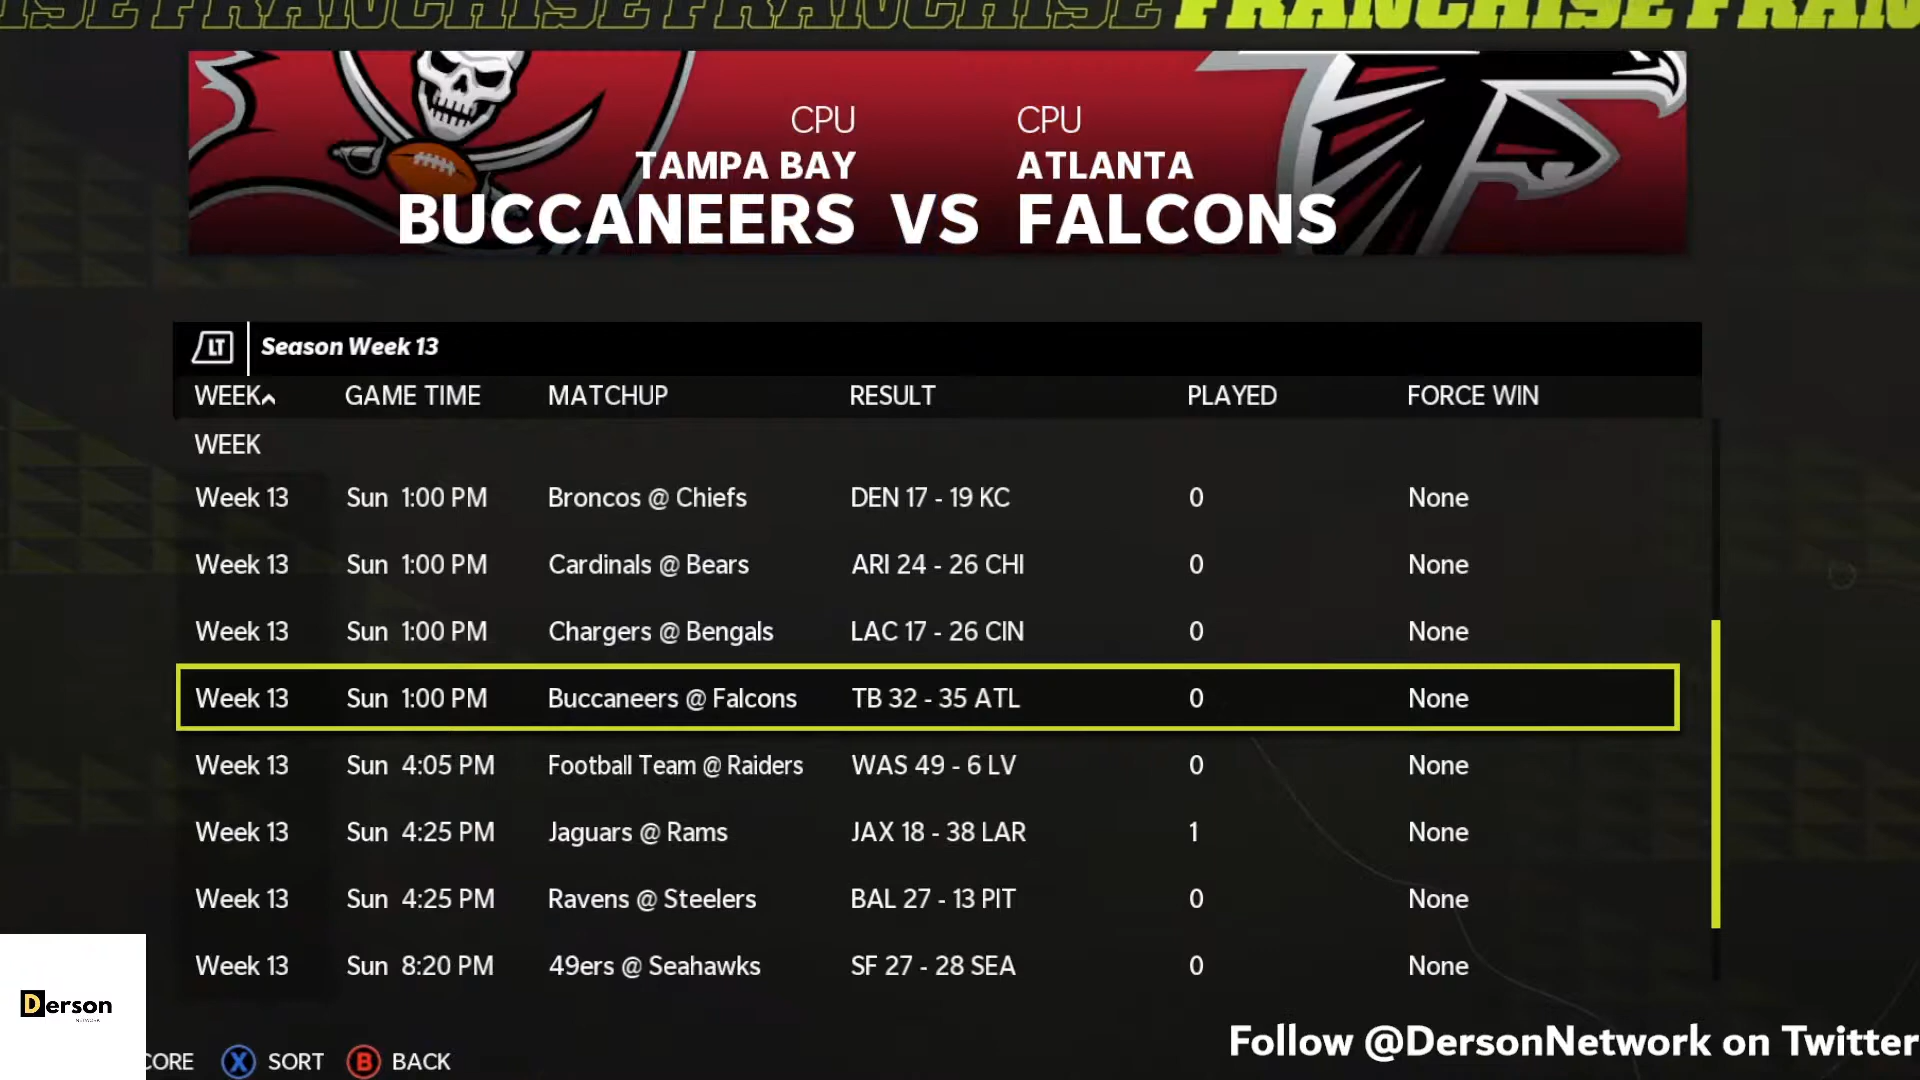 FRANCHISE FRANCHISE FRANCHISE FRAN
CPU CPU
TAMPA BAY ATLANTA
BUCCANEERS VS FALCONS
LT Season Week 13
WEEK GAME TIME MATCHUP RESULT PLAYED FORCE WIN
WEEK
Week 13 Sun 1:00 PM Broncos @ Chiefs DEN 17 - 19 KC 0 None
Week 13 Sun 1:00 PM Cardinals @ Bears ARI 24 - 26 CHI 0 None
Week 13 Sun 1:00 PM Chargers @ Bengals LAC 17 - 26 CIN 0 None
Week 13 Sun 1:00 PM Buccaneers @ Falcons TB 32 - 35 ATL 0 None
Week 13 Sun 4:05 PM Football Team @ Raiders WAS 49 - 6 LV 0 None
Week 13 Sun 4:25 PM Jaguars @ Rams JAX 18 - 38 LAR 1 None
Week 13 Sun 4:25 PM Ravens @ Steelers BAL 27 - 13 PIT 0 None
Week 13 Sun 8:20 PM 49ers @ Seahawks SF 27 - 28 SEA 0 None
Derson
NETWORK
Follow @DersonNetwork on Twitter
CORE X SORT B BACK